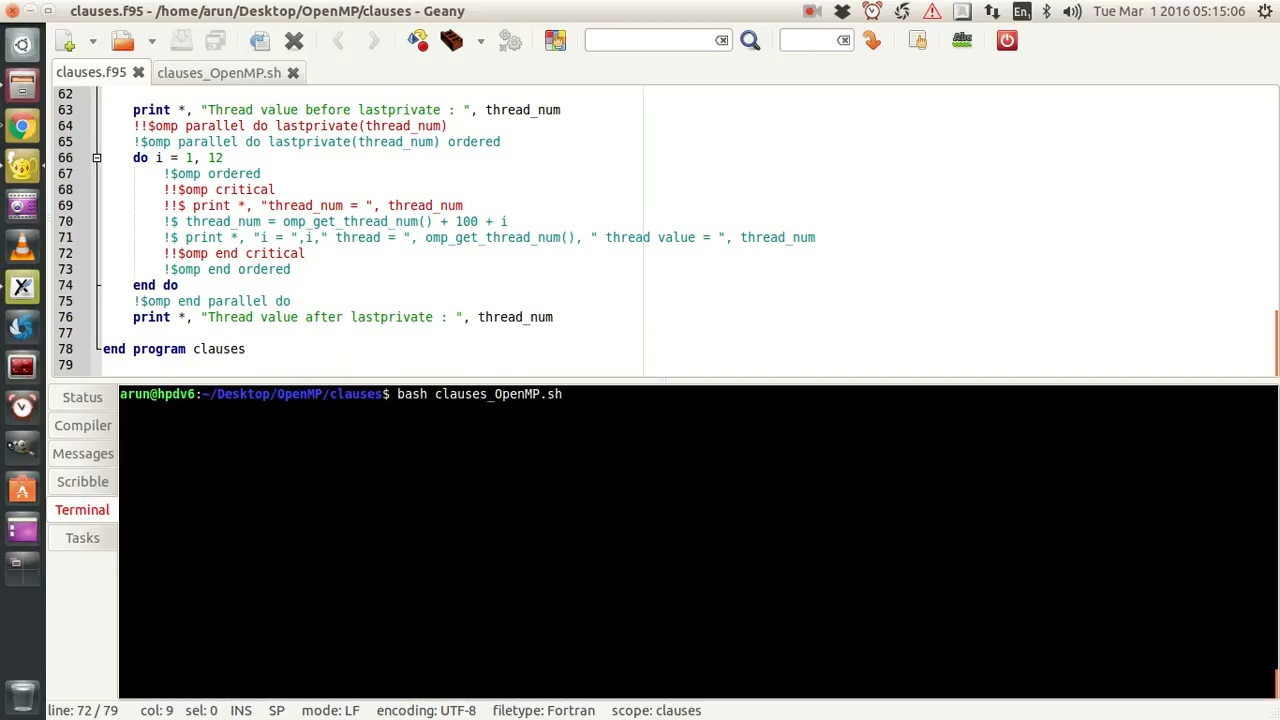 clauses.f95 - /home/arun/Desktop/OpenMP/clauses - Geany
En1
Tue Mar 1 2016 05:15:06
clauses.f95
clauses_OpenMP.sh
62
63 print *, "Thread value before lastprivate : ", thread_num
64 !!$omp parallel do lastprivate(thread_num)
65 !$omp parallel do lastprivate(thread_num) ordered
66 do i = 1, 12
67 !$omp ordered
68 !!$omp critical
69 !!$ print *, "thread_num = ", thread_num
70 !$ thread_num = omp_get_thread_num() + 100 + i
71 !$ print *, "i = ",i," thread = ", omp_get_thread_num(), " thread value = ", thread_num
72 !!$omp end critical
73 !$omp end ordered
74 end do
75 !$omp end parallel do
76 print *, "Thread value after lastprivate : ", thread_num
77
78 end program clauses
79
Status
Compiler
Messages
Scribble
Terminal
Tasks
arun@hpdv6:~/Desktop/OpenMP/clauses$ bash clauses_OpenMP.sh
line: 72 / 79 col: 9 sel: 0 INS SP mode: LF encoding: UTF-8 filetype: Fortran scope: clauses